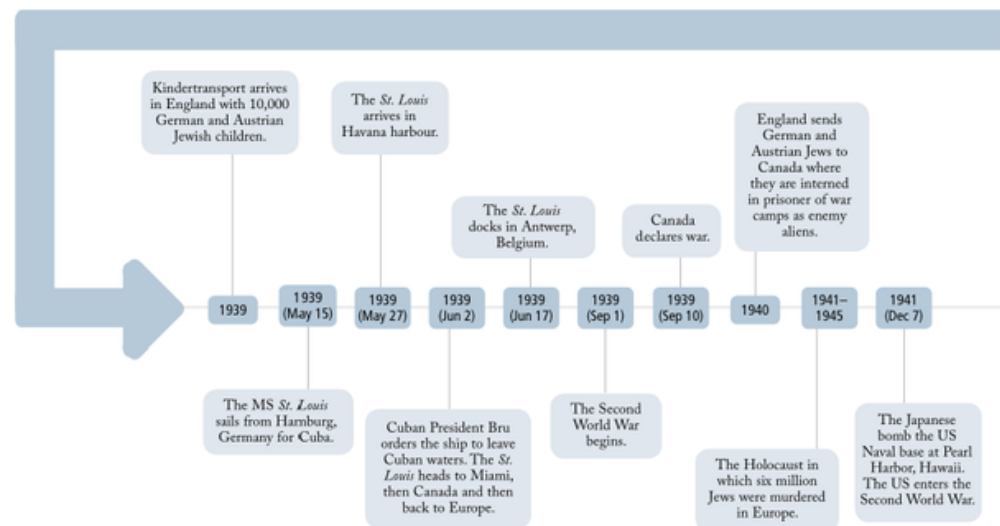 Kindertransport arrives
in England with 10,000
German and Austrian
Jewish children.
The St. Louis
arrives in
Havana harbour.
England sends
German and
Austrian Jews to
Canada where
they are interned
in prisoner of war
camps as enemy
aliens.
The St. Louis
docks in Antwerp,
Belgium.
Canada
declares war.
1939
1939
(May 15)
1939
(May 27)
1939
(Jun 2)
1939
(Jun 17)
1939
(Sep 1)
1939
(Sep 10)
1940
1941–
1945
1941
(Dec 7)
The MS St. Louis
sails from Hamburg,
Germany for Cuba.
Cuban President Bru
orders the ship to leave
Cuban waters. The St.
Louis heads to Miami,
then Canada and then
back to Europe.
The Second
World War
begins.
The Holocaust in
which six million
Jews were murdered
in Europe.
The Japanese
bomb the US
Naval base at Pearl
Harbor, Hawaii.
The US enters the
Second World War.